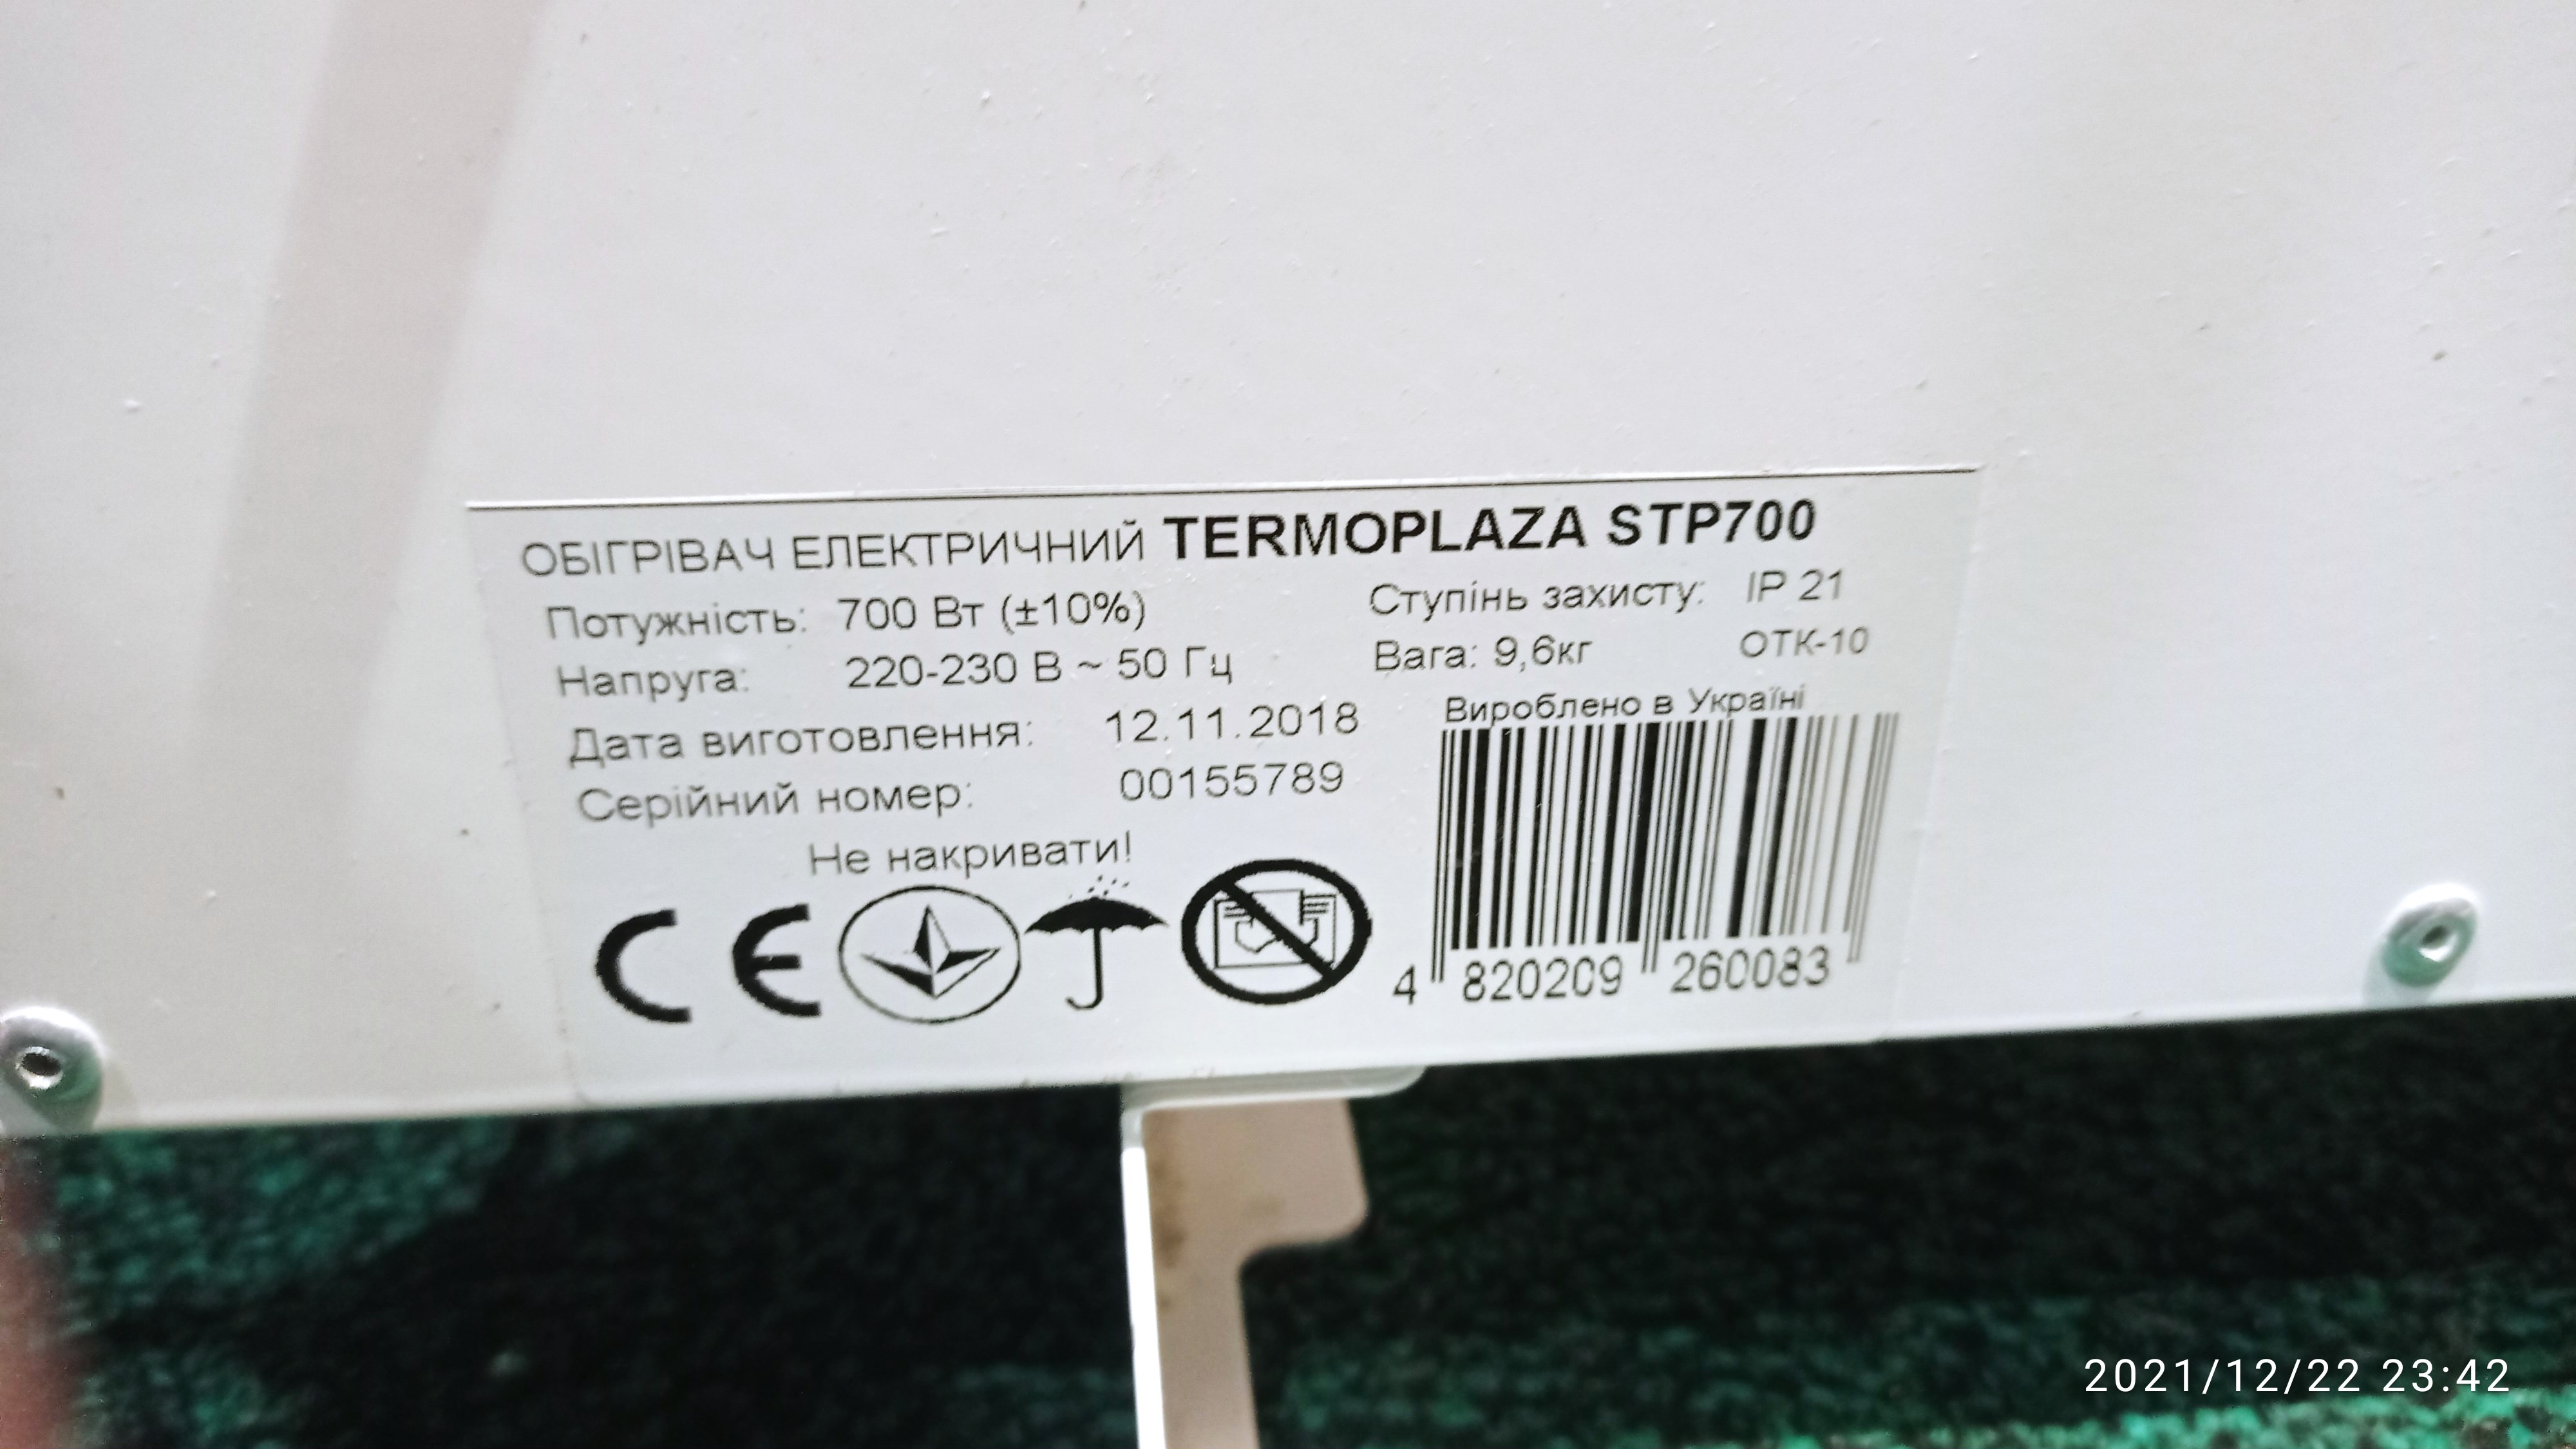 ОБІГРІВАЧ ЕЛЕКТРИЧНИЙ TERMOPLAZA STP700
Потужність: 700 Вт (±10%)
Ступінь захисту: IP 21
Напруга: 220-230 В ~ 50 Гц
Вага: 9,6кг
ОТК-10
Дата виготовлення: 12.11.2018
Серійний номер: 00155789
Не накривати!
CE
Вироблено в Україні
4 820209 260083
2021/12/22 23:42